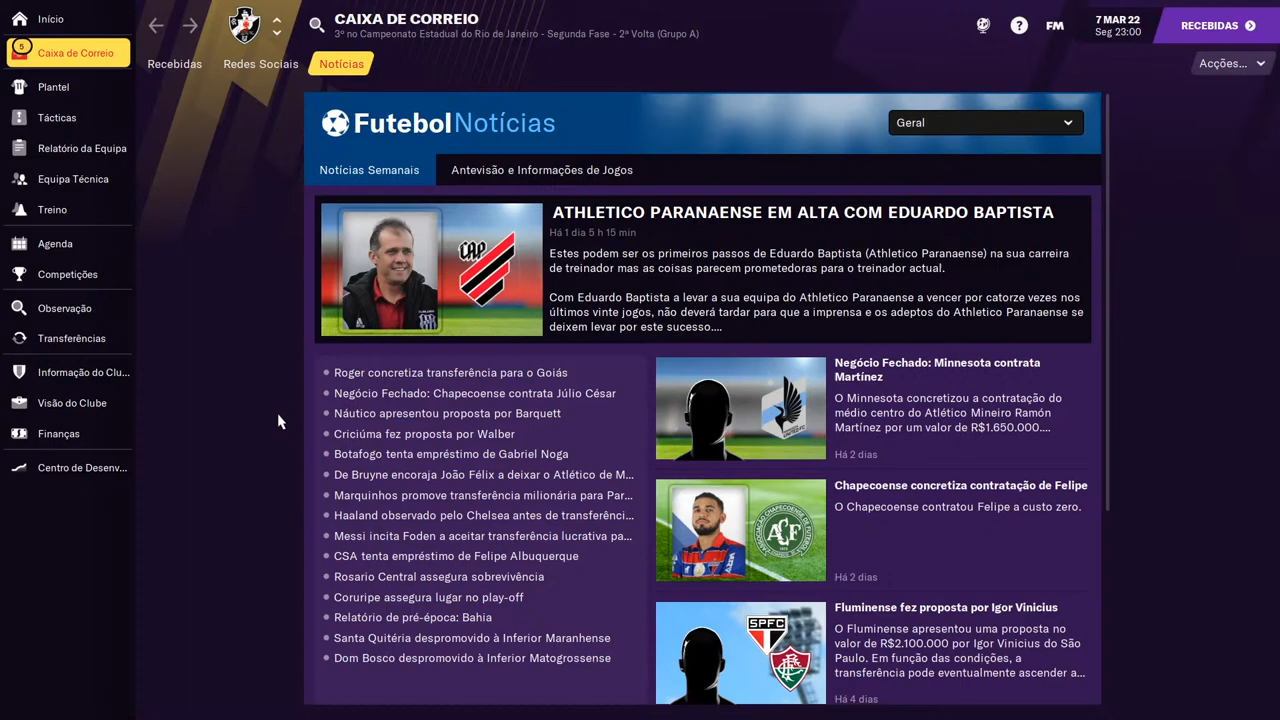 Início
5
Caixa de Correio
Plantel
Tácticas
Relatório da Equipa
Equipa Técnica
Treino
Agenda
Competições
Observação
Transferências
Informação do Clu...
Visão do Clube
Finanças
Centro de Desenv...
CAIXA DE CORREIO
3º no Campeonato Estadual do Rio de Janeiro - Segunda Fase - 2ª Volta (Grupo A)
?
FM
7 MAR 22
Seg 23:00
RECEBIDAS
Recebidas
Redes Sociais
Notícias
Acções...
FutebolNotícias
Geral
Notícias Semanais
Antevisão e Informações de Jogos
CAP
ATHLETICO PARANAENSE EM ALTA COM EDUARDO BAPTISTA
Há 1 dia 5 h 15 min
Estes podem ser os primeiros passos de Eduardo Baptista (Athletico Paranaense) na sua carreira
de treinador mas as coisas parecem prometedoras para o treinador actual.
Com Eduardo Baptista a levar a sua equipa do Athletico Paranaense a vencer por catorze vezes nos
últimos vinte jogos, não deverá tardar para que a imprensa e os adeptos do Athletico Paranaense se
deixem levar por este sucesso....
Roger concretiza transferência para o Goiás
Negócio Fechado: Chapecoense contrata Júlio César
Náutico apresentou proposta por Barquett
Criciúma fez proposta por Walber
Botafogo tenta empréstimo de Gabriel Noga
De Bruyne encoraja João Félix a deixar o Atlético de M...
Marquinhos promove transferência milionária para Par...
Haaland observado pelo Chelsea antes de transferênci...
Messi incita Foden a aceitar transferência lucrativa pa...
CSA tenta empréstimo de Felipe Albuquerque
Rosario Central assegura sobrevivência
Coruripe assegura lugar no play-off
Relatório de pré-época: Bahia
Santa Quitéria despromovido à Inferior Maranhense
Dom Bosco despromovido à Inferior Matogrossense
Negócio Fechado: Minnesota contrata
Martínez
O Minnesota concretizou a contratação do
médio centro do Atlético Mineiro Ramón
Martínez por um valor de R$1.650.000....
Há 2 dias
Chapecoense concretiza contratação de Felipe
O Chapecoense contratou Felipe a custo zero.
Há 2 dias
SPFC
Fluminense fez proposta por Igor Vinicius
O Fluminense apresentou uma proposta no
valor de R$2.100.000 por Igor Vinicius do São
Paulo. Em função das condições, a
transferência pode eventualmente ascender a...
Há 4 dias